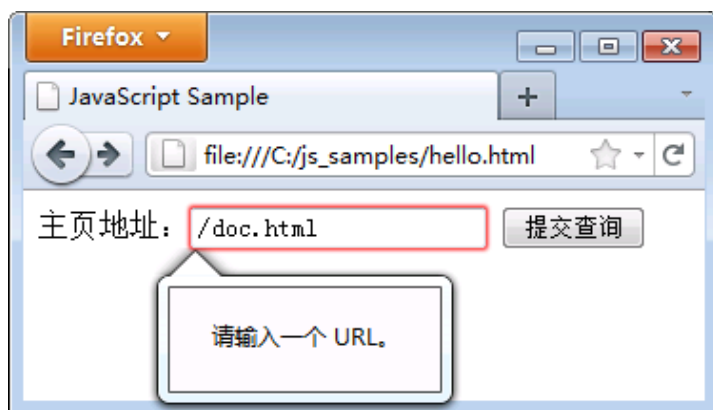 Firefox
JavaScript Sample
file:///C:/js_samples/hello.html
主页地址：/doc.html 提交查询
请输入一个 URL。